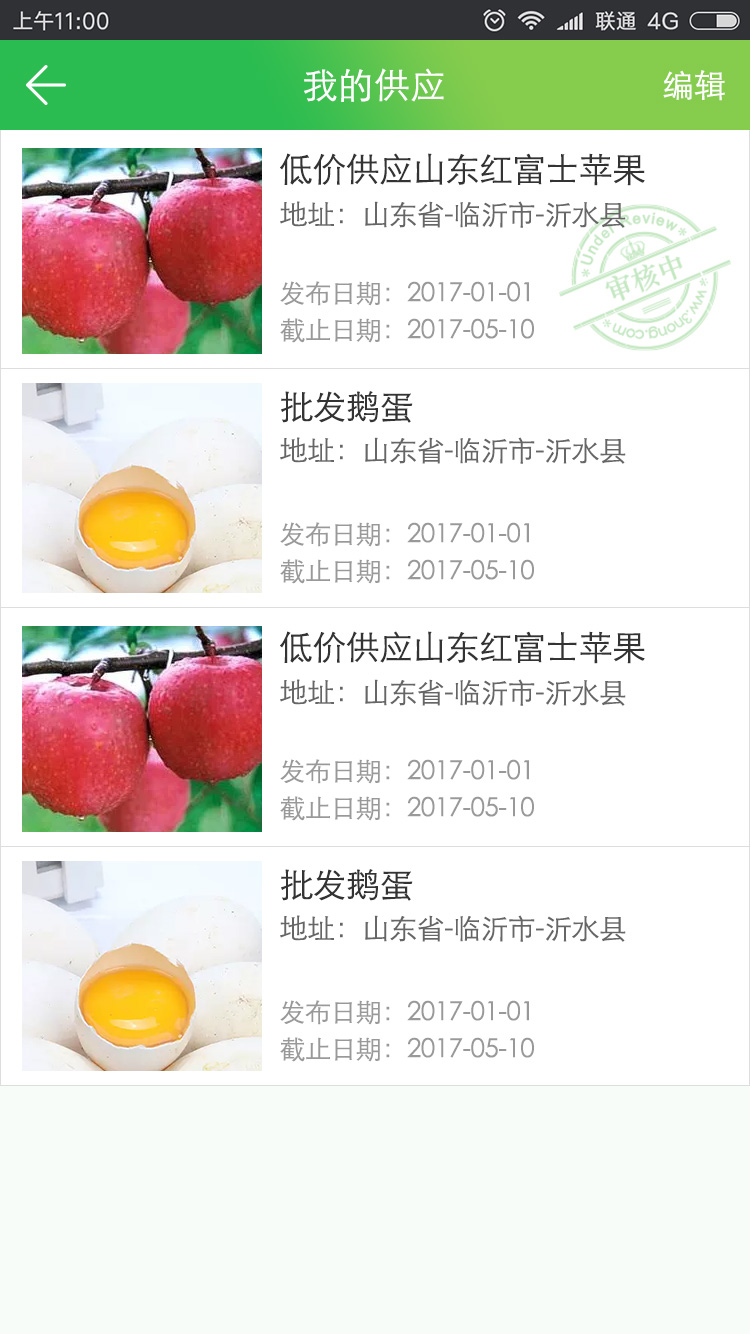 上午11:00
联通 4G
我的供应
编辑
低价供应山东红富士苹果
地址：山东省-临沂市-沂水县
Under Review
审核中
www.3nong.com
发布日期：2017-01-01
截止日期：2017-05-10
批发鹅蛋
地址：山东省-临沂市-沂水县
发布日期：2017-01-01
截止日期：2017-05-10
低价供应山东红富士苹果
地址：山东省-临沂市-沂水县
发布日期：2017-01-01
截止日期：2017-05-10
批发鹅蛋
地址：山东省-临沂市-沂水县
发布日期：2017-01-01
截止日期：2017-05-10